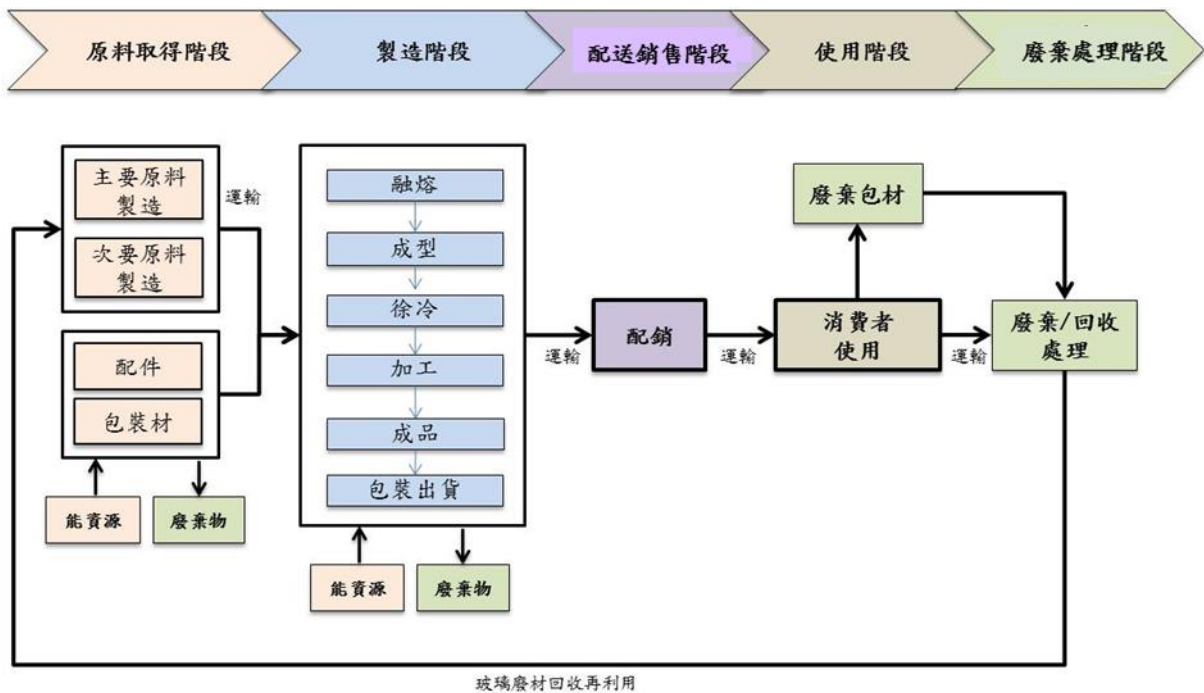 原料取得階段
製造階段
配送銷售階段
使用階段
廢棄處理階段
主要原料
製造
次要原料
製造
運輸
配件
包裝材
能資源
廢棄物
融熔
成型
徐冷
加工
成品
包裝出貨
能資源
廢棄物
運輸
配銷
運輸
廢棄包材
消費者
使用
運輸
廢棄/回收
處理
玻璃廢材回收再利用